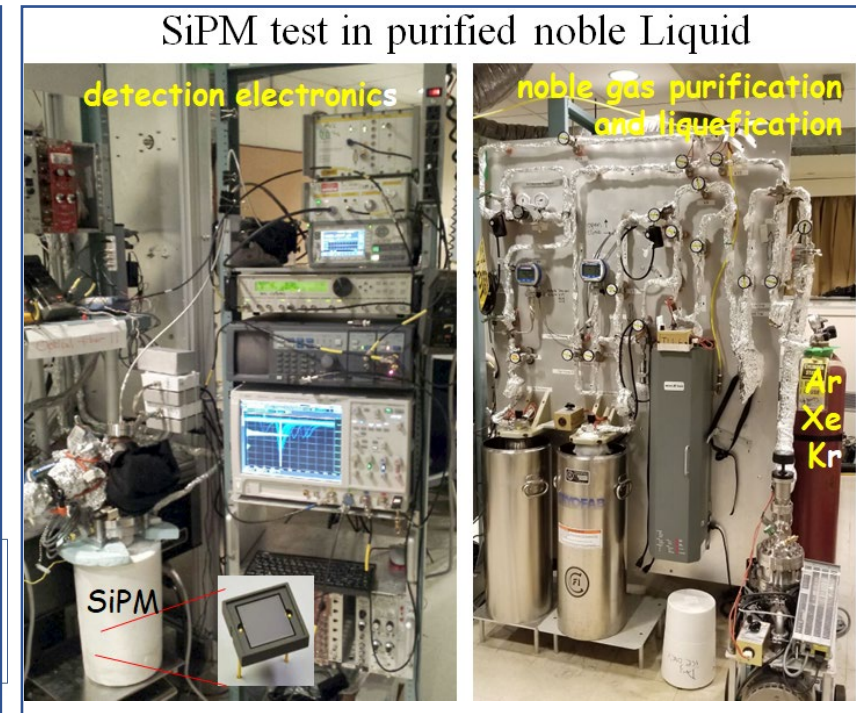 SiPM test in purified noble Liquid
detection electronics
noble gas purification
and liquefication
Ar
Xe
Kr
SiPM